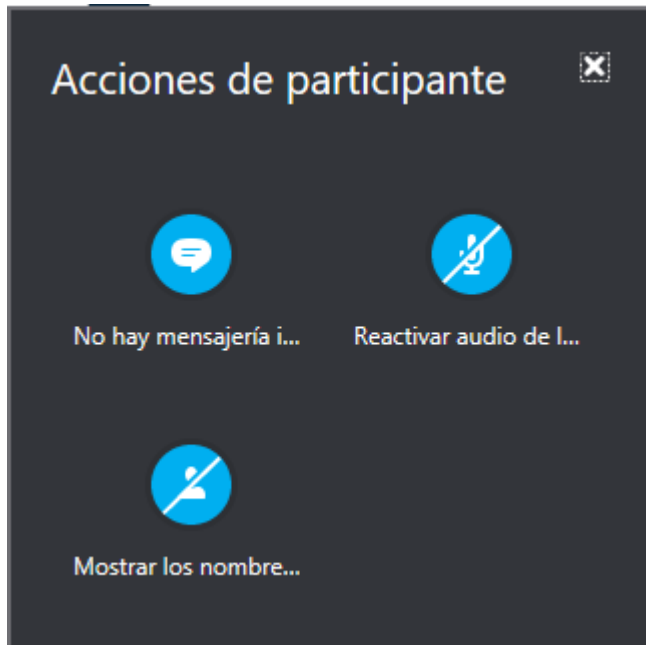 Acciones de participante
No hay mensajería i...
Reactivar audio de l...
Mostrar los nombre...